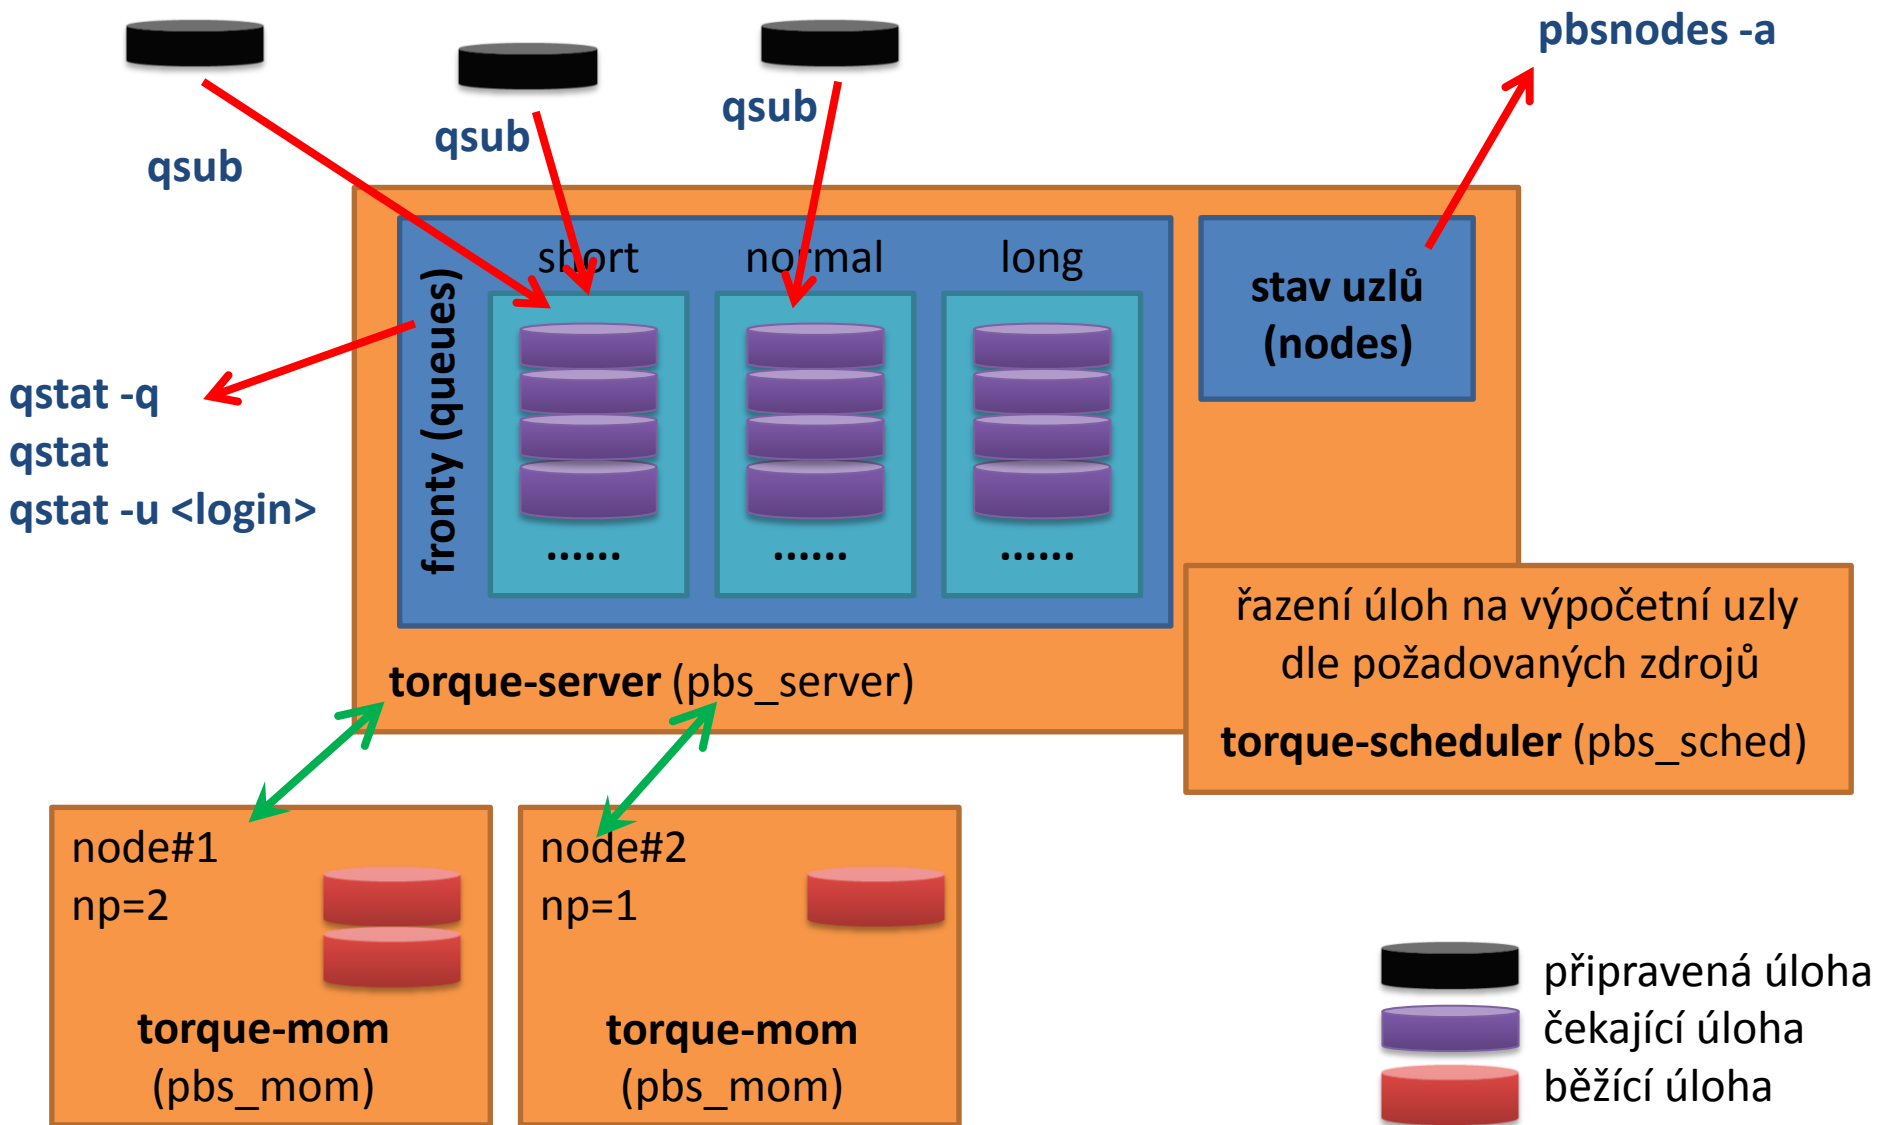 pbsnodes -a
qsub
qsub
qsub
short
normal
long
fronty (queues)
......
......
......
stav uzlů
(nodes)
qstat -q
qstat
qstat -u <login>
řazení úloh na výpočetní uzly
dle požadovaných zdrojů
torque-scheduler (pbs_sched)
torque-server (pbs_server)
node#1
np=2
torque-mom
(pbs_mom)
node#2
np=1
torque-mom
(pbs_mom)
připravená úloha
čekající úloha
běžící úloha